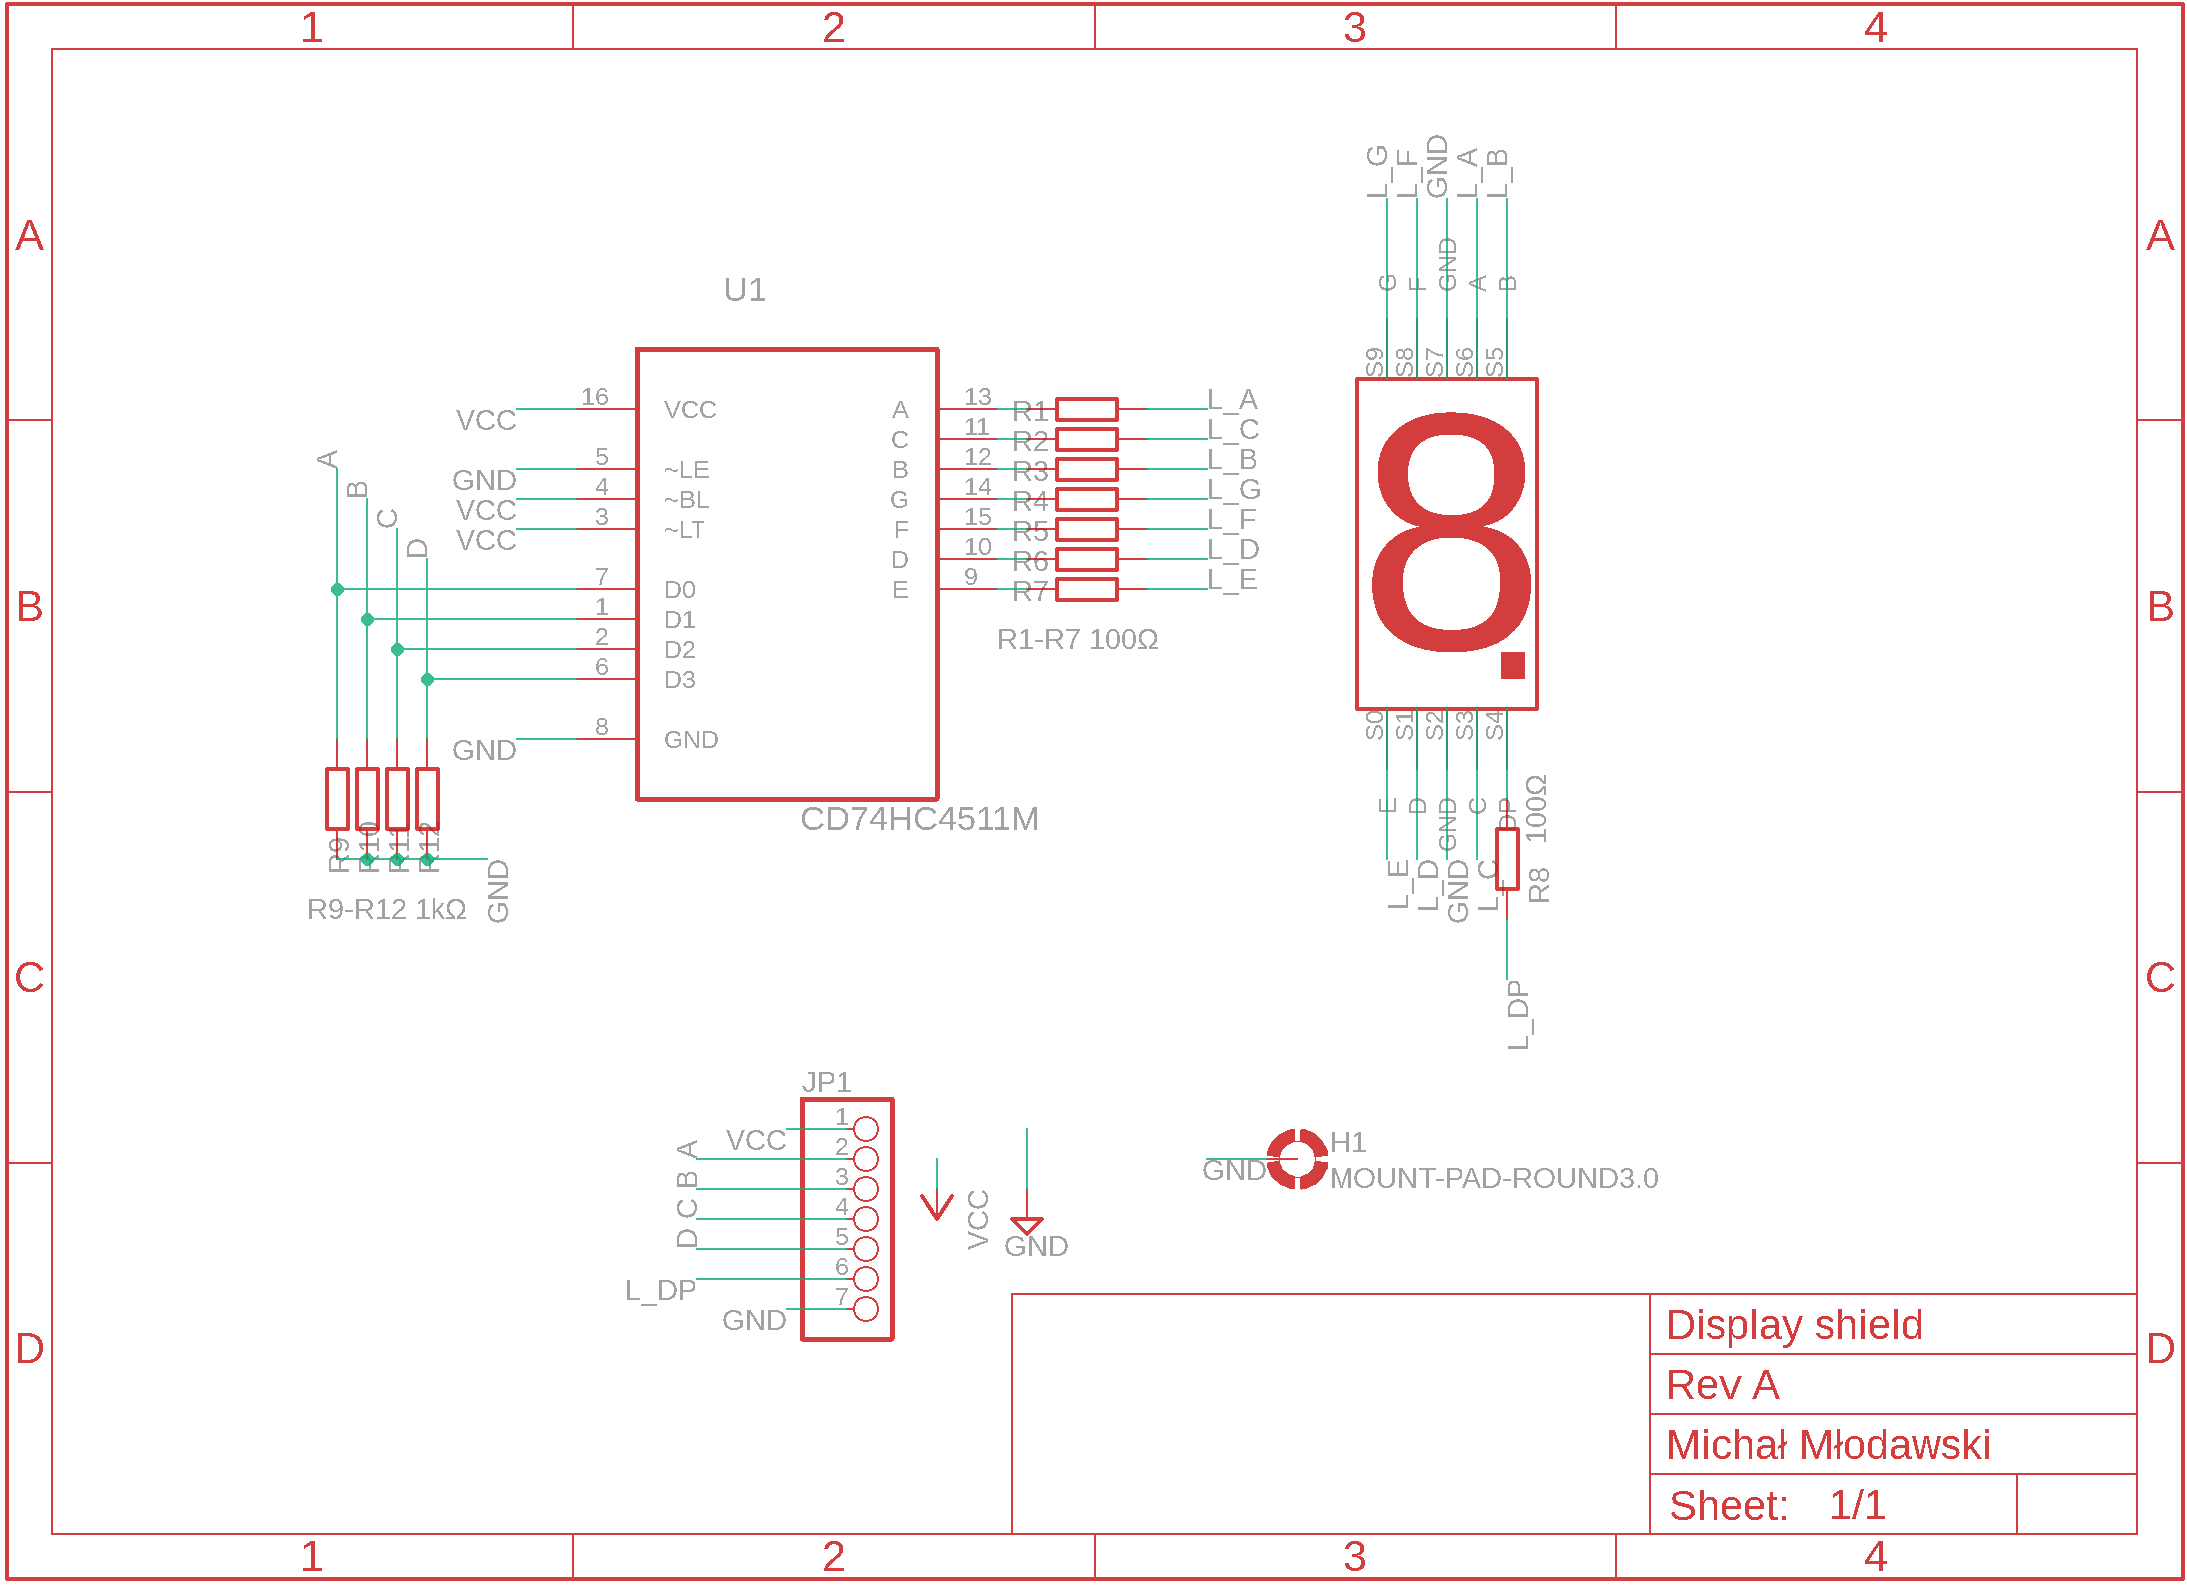 1 2 3 4
A A
B B
C C
D D
U1
16 VCC
VCC
5 ~LE
GND
4 ~BL
VCC
3 ~LT
VCC
7 D0
1 D1
2 D2
6 D3
8 GND
GND
A 13 R1 L_A
C 11 R2 L_C
B 12 R3 L_B
G 14 R4 L_G
F 15 R5 L_F
D 10 R6 L_D
E 9 R7 L_E
R1-R7 100Ω
CD74HC4511M
A
B
C
D
R9 R10 R11 R12
GND
R9-R12 1kΩ
L_G L_F GND L_A L_B
G F GND A B
S9 S8 S7 S6 S5
8.
S0 S1 S2 S3 S4
E D GND C DP
L_E L_D GND L_C
R8 100Ω
L_DP
JP1
VCC 1
A 2
B 3
C 4
D 5
L_DP 6
GND 7
VCC
GND
GND
H1
MOUNT-PAD-ROUND3.0
Display shield
Rev A
Michał Młodawski
Sheet: 1/1
1 2 3 4